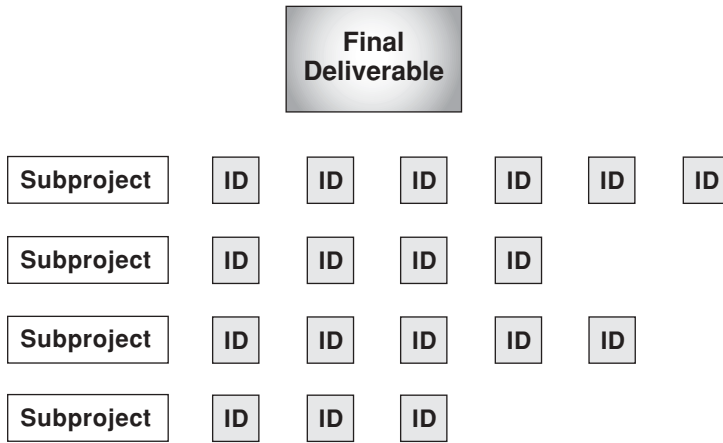 Final
Deliverable
Subproject ID ID ID ID ID ID
Subproject ID ID ID ID
Subproject ID ID ID ID ID
Subproject ID ID ID